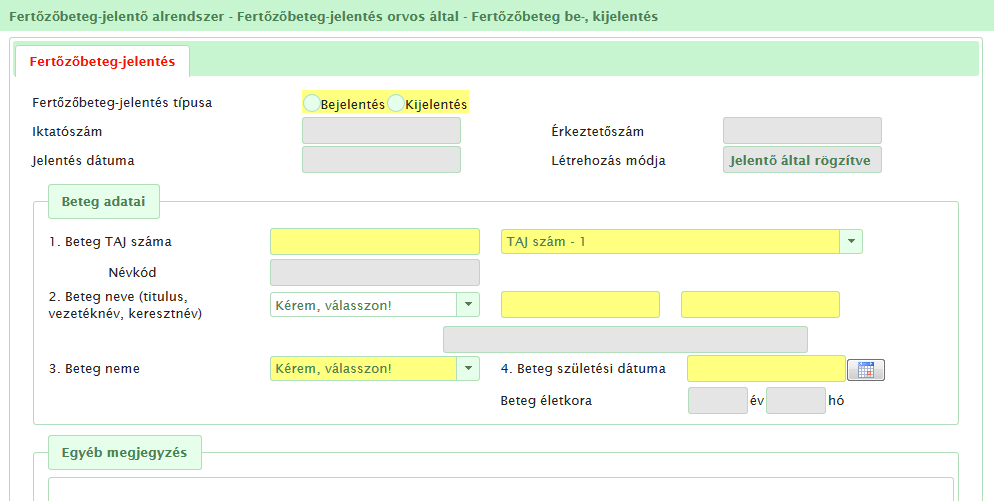 Fertőzőbeteg-jelentő alrendszer - Fertőzőbeteg-jelentés orvos által - Fertőzőbeteg be-, kijelentés
Fertőzőbeteg-jelentés
Fertőzőbeteg-jelentés típusa Bejelentés Kijelentés
Iktatószám Érkeztetőszám
Jelentés dátuma Létrehozás módja Jelentő által rögzítve
Beteg adatai
1. Beteg TAJ száma TAJ szám - 1
Névkód
2. Beteg neve (titulus, vezetéknév, keresztnév) Kérem, válasszon!
3. Beteg neme Kérem, válasszon! 4. Beteg születési dátuma
Beteg életkora év hó
Egyéb megjegyzés